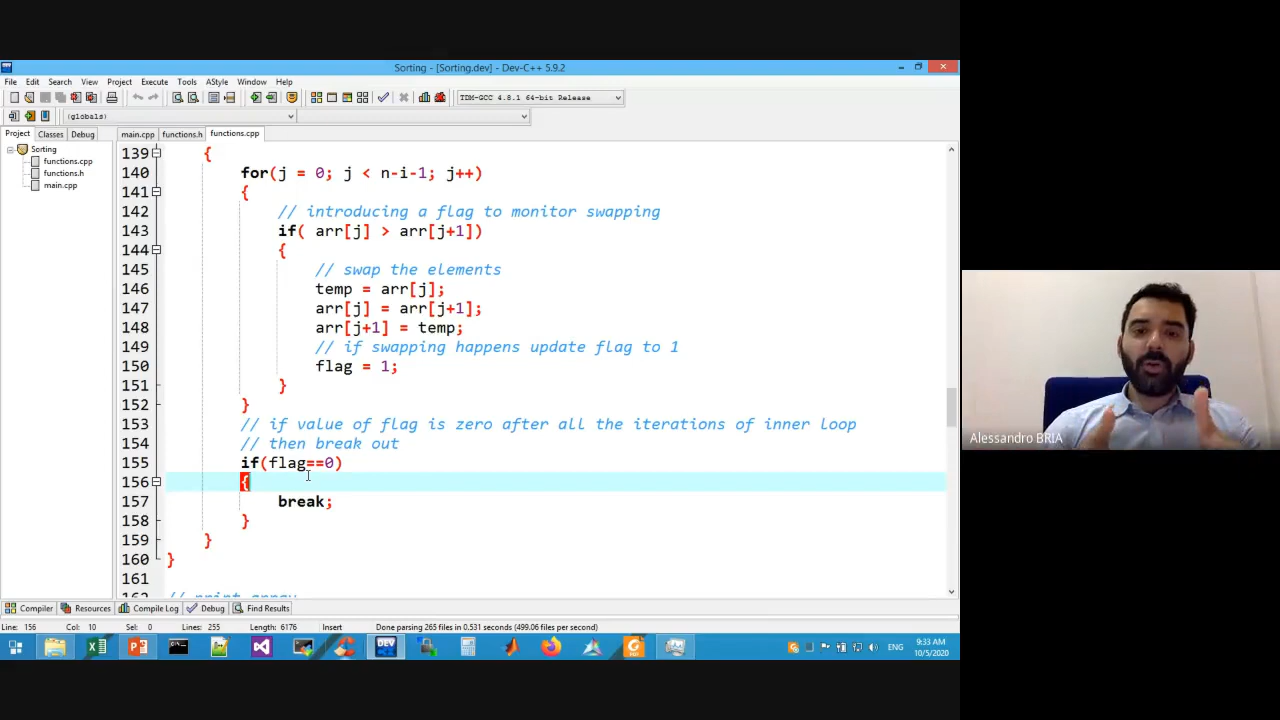 Sorting - [Sorting.dev] - Dev-C++ 5.9.2
File Edit Search View Project Execute Tools AStyle Window Help
TDM-GCC 4.8.1 64-bit Release
(globals)
Project Classes Debug
main.cpp functions.h functions.cpp
Sorting
functions.cpp
functions.h
main.cpp
139 {
140 for(j = 0; j < n-i-1; j++)
141 {
142 // introducing a flag to monitor swapping
143 if( arr[j] > arr[j+1])
144 {
145 // swap the elements
146 temp = arr[j];
147 arr[j] = arr[j+1];
148 arr[j+1] = temp;
149 // if swapping happens update flag to 1
150 flag = 1;
151 }
152 }
153 // if value of flag is zero after all the iterations of inner loop
154 // then break out
155 if(flag==0)
156 {
157 break;
158 }
159 }
160 }
161
162 // print array
Compiler Resources Compile Log Debug Find Results
Line: 156 Col: 10 Sel: 0 Lines: 255 Length: 6176 Insert Done parsing 265 files in 0.531 seconds (499.06 files per second)
DEV
ENG
9:33 AM
10/5/2020
Alessandro BRIA